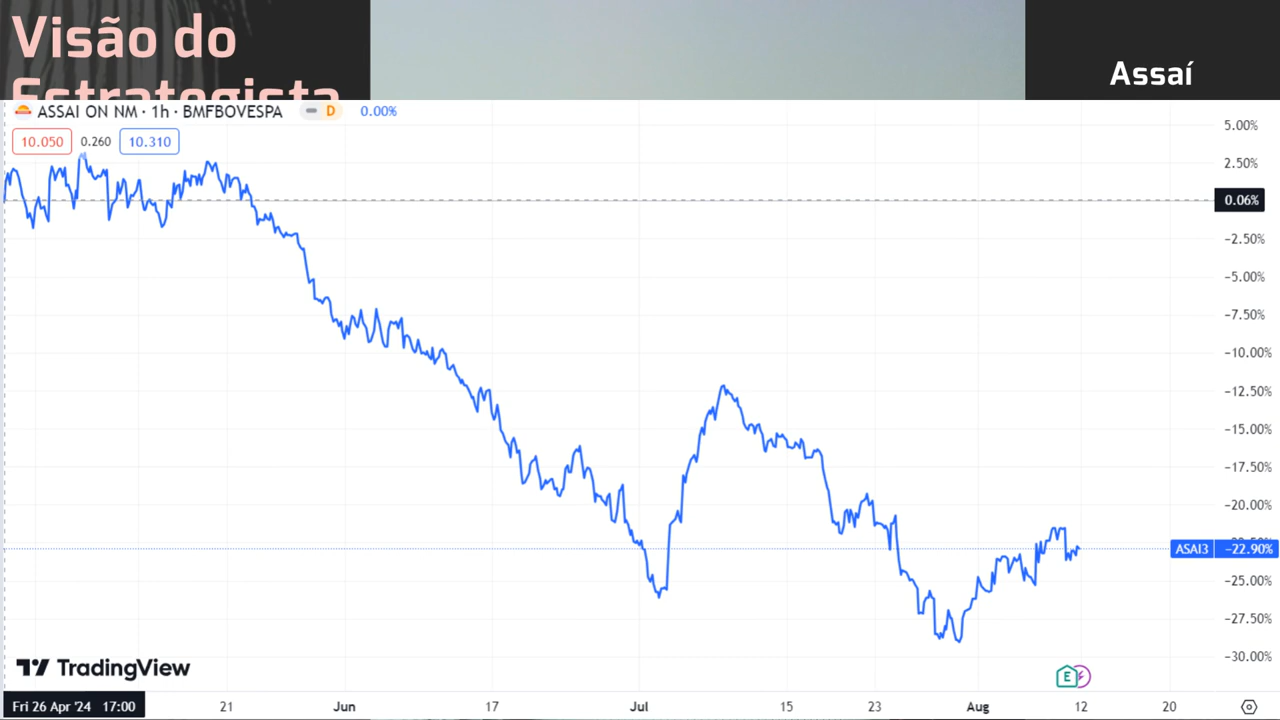 Visão do
Estrategista
Assaí
ASSAI ON NM · 1h · BMFBOVESPA
D
0.00%
10.050
0.260
10.310
5.00%
2.50%
0.06%
−2.50%
−5.00%
−7.50%
−10.00%
−12.50%
−15.00%
−17.50%
−20.00%
ASAI3 −22.90%
−25.00%
−27.50%
−30.00%
TradingView
E
Fri 26 Apr '24 17:00
21
Jun
17
Jul
15
23
Aug
12
20